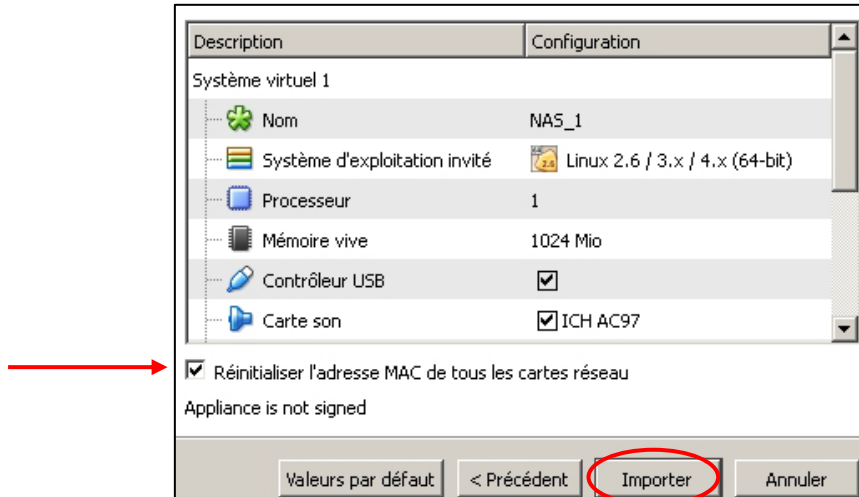 Description Configuration
Système virtuel 1
Nom NAS_1
Système d'exploitation invité 2.6 Linux 2.6 / 3.x / 4.x (64-bit)
Processeur 1
Mémoire vive 1024 Mio
Contrôleur USB
Carte son ICH AC97
Réinitialiser l'adresse MAC de tous les cartes réseau
Appliance is not signed
Valeurs par défaut < Précédent Importer Annuler